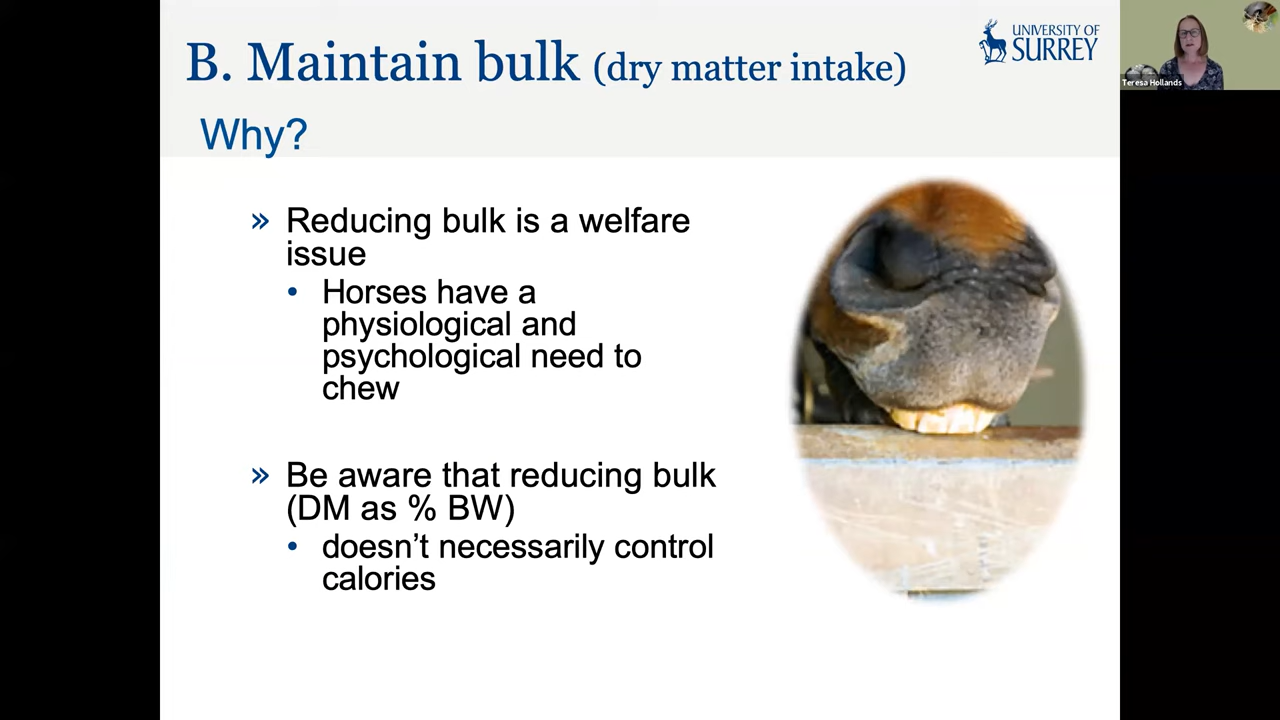 B. Maintain bulk (dry matter intake)
UNIVERSITY OF
SURREY
Teresa Hollands
Why?
» Reducing bulk is a welfare
issue
• Horses have a
physiological and
psychological need to
chew
» Be aware that reducing bulk
(DM as % BW)
• doesn’t necessarily control
calories